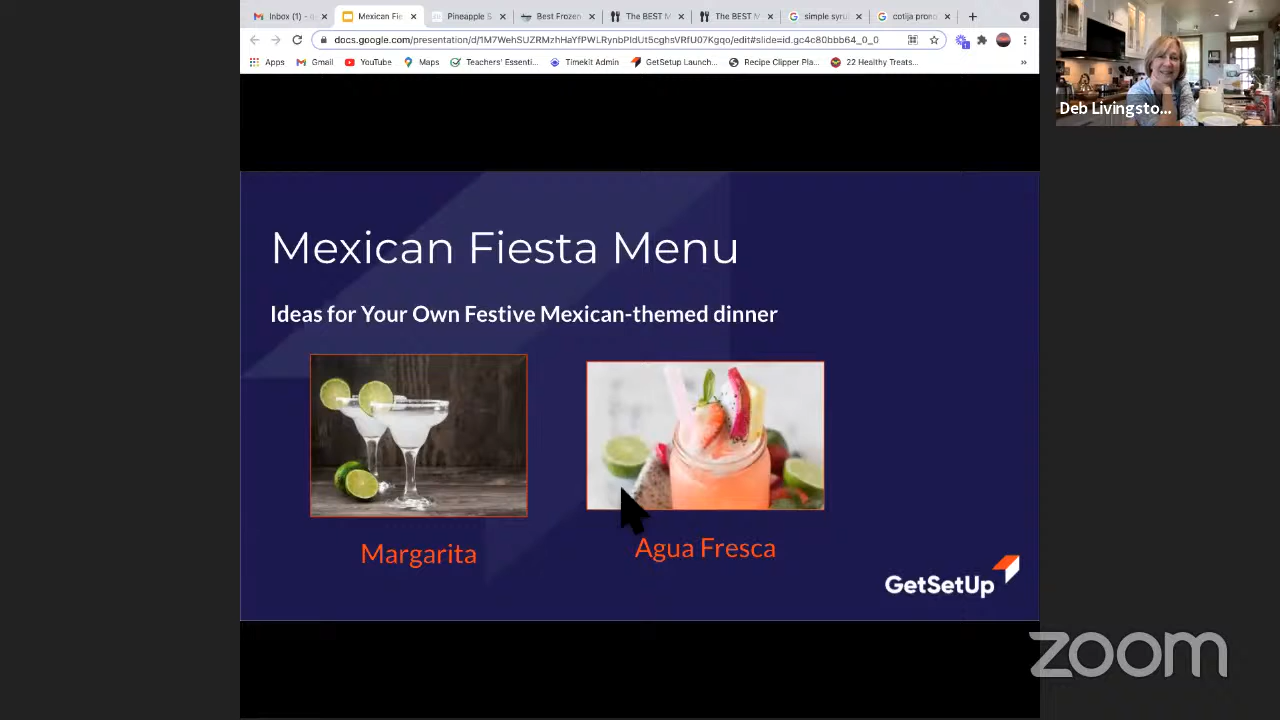 Inbox (1) -
Mexican Fie
Pineapple S
Best Frozen
The BEST M
The BEST M
simple syru
cotija prono
docs.google.com/presentation/d/1M7WehSUZRMzhHaYfPWLRynbPIdUt5cghsVRfU07Kgqo/edit#slide=id.gc4c80bbb64_0_0
Apps
Gmail
YouTube
Maps
Teachers' Essenti...
Timekit Admin
GetSetup Launch...
Recipe Clipper Pla...
22 Healthy Treats...
Deb Livingsto...
Mexican Fiesta Menu
Ideas for Your Own Festive Mexican-themed dinner
Margarita
Agua Fresca
GetSetUp
zoom